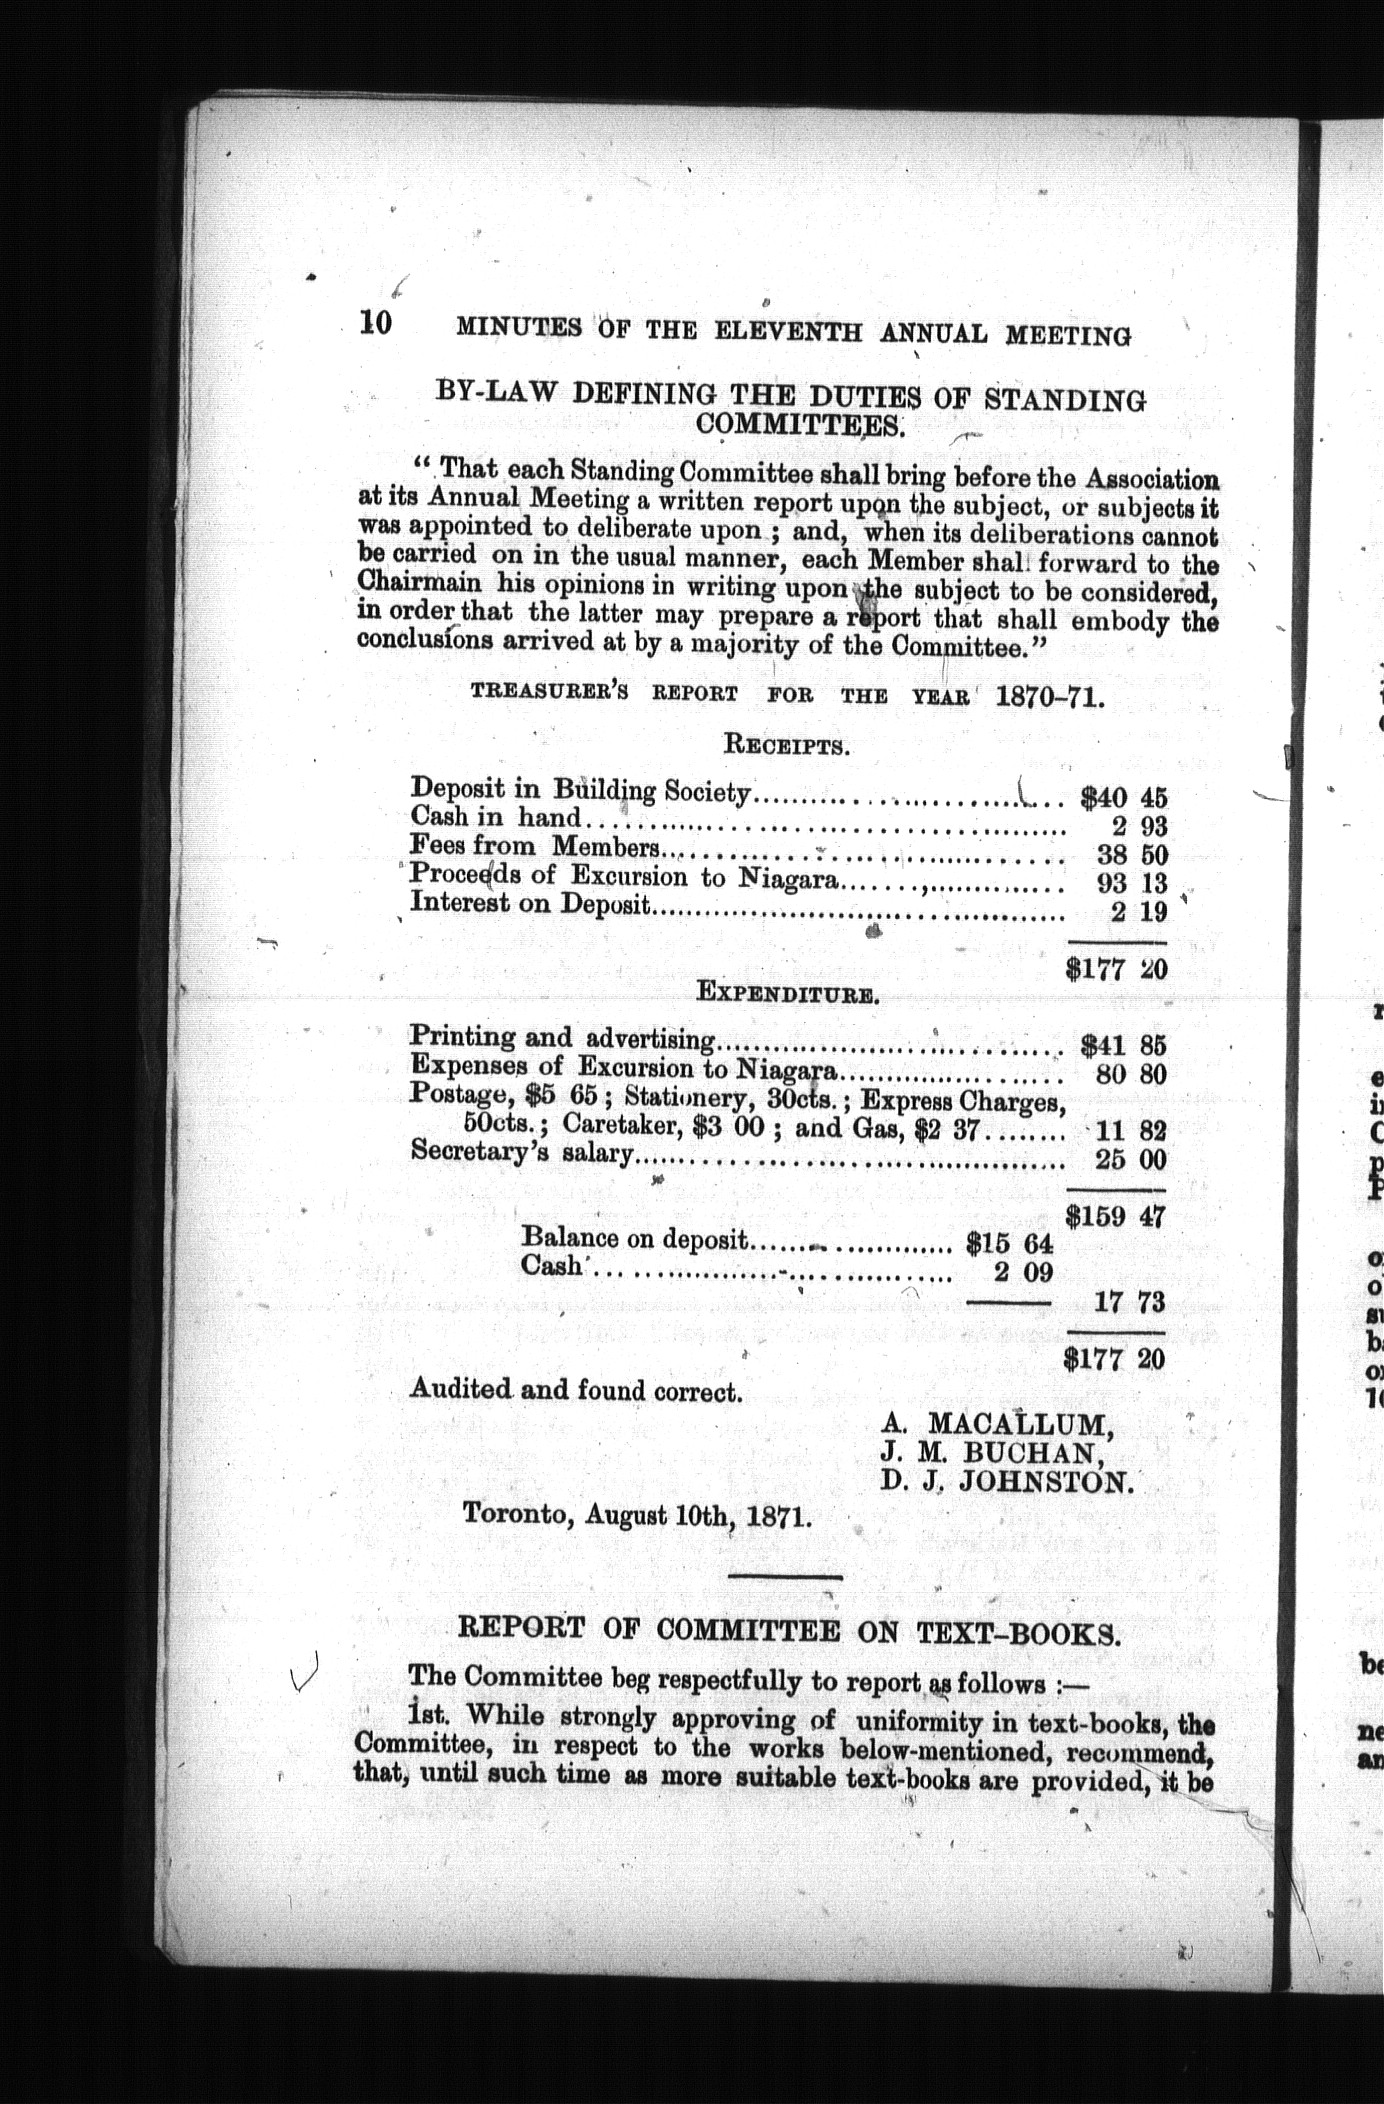 10 MINUTES OF THE ELEVENTH ANNUAL MEETING
BY-LAW DEFINING THE DUTIES OF STANDING
COMMITTEES.
“ That each Standing Committee shall bring before the Association
at its Annual Meeting a written report upon the subject, or subjects it
was appointed to deliberate upon ; and, when its deliberations cannot
be carried on in the usual manner, each Member shall forward to the
Chairmain his opinions in writing upon the subject to be considered,
in order that the latter may prepare a report that shall embody the
conclusions arrived at by a majority of the Committee.”
TREASURER’S REPORT FOR THE YEAR 1870–71.
RECEIPTS.
Deposit in Building Society........................ $40 45
Cash in hand........................ 2 93
Fees from Members........................ 38 50
Proceeds of Excursion to Niagara........................ 93 13
Interest on Deposit........................ 2 19
$177 20
EXPENDITURE.
Printing and advertising........................ $41 85
Expenses of Excursion to Niagara........................ 80 80
Postage, $5 65 ; Stationery, 30cts. ; Express Charges,
50cts. ; Caretaker, $3 00 ; and Gas, $2 37........ 11 82
Secretary’s salary........................ 25 00
$159 47
Balance on deposit.................... $15 64
Cash.................... 2 09
17 73
$177 20
Audited and found correct.
A. MACALLUM,
J. M. BUCHAN,
D. J. JOHNSTON.
Toronto, August 10th, 1871.
REPORT OF COMMITTEE ON TEXT-BOOKS.
The Committee beg respectfully to report as follows :—
1st. While strongly approving of uniformity in text-books, the
Committee, in respect to the works below-mentioned, recommend,
that, until such time as more suitable text-books are provided, it be